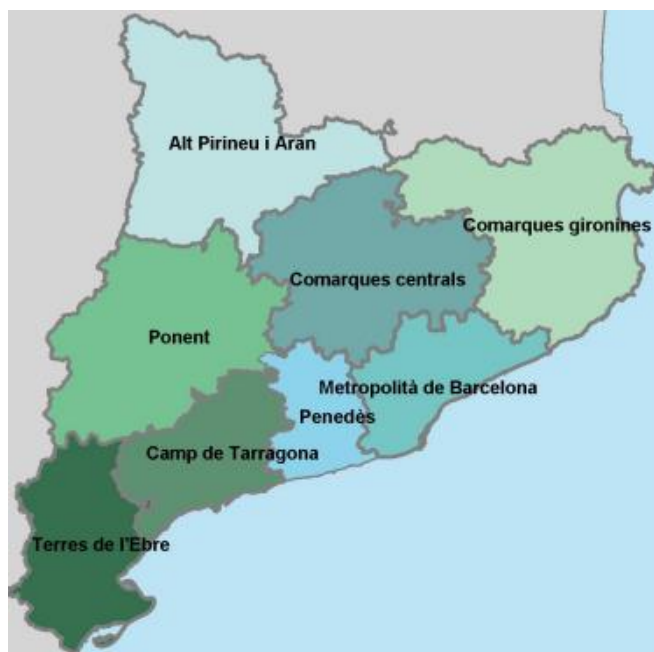 Alt Pirineu i Aran
Comarques gironines
Comarques centrals
Ponent
Metropolità de Barcelona
Penedès
Camp de Tarragona
Terres de l'Ebre